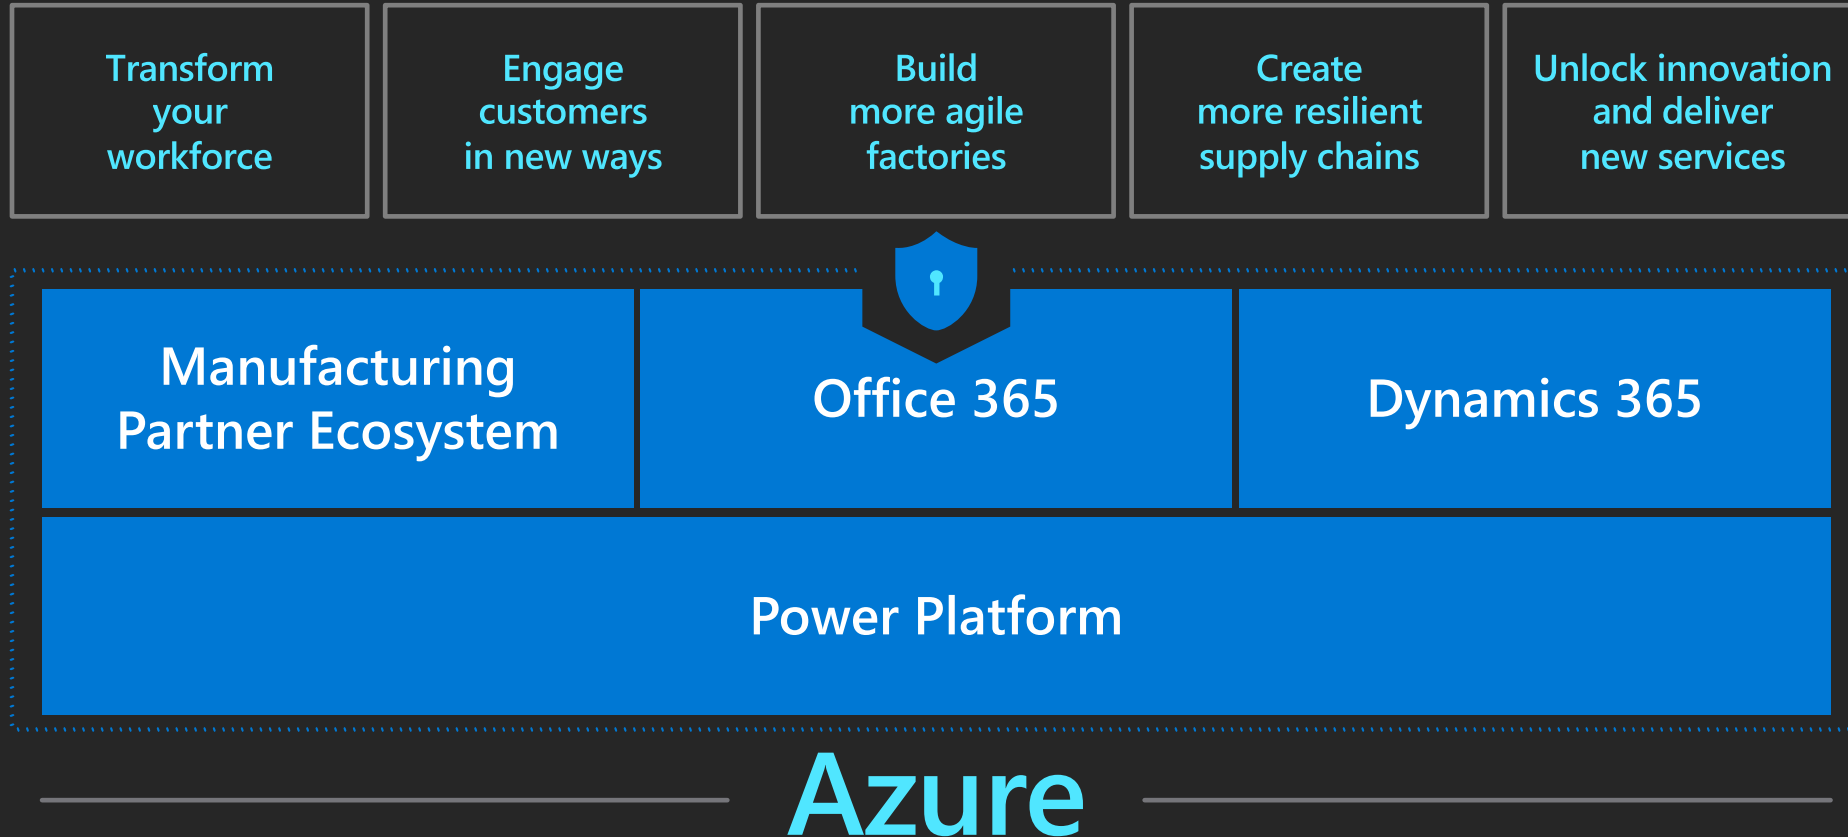 Transform
your
workforce
Engage
customers
in new ways
Build
more agile
factories
Create
more resilient
supply chains
Unlock innovation
and deliver
new services
Manufacturing
Partner Ecosystem
Office 365
Dynamics 365
Power Platform
Azure